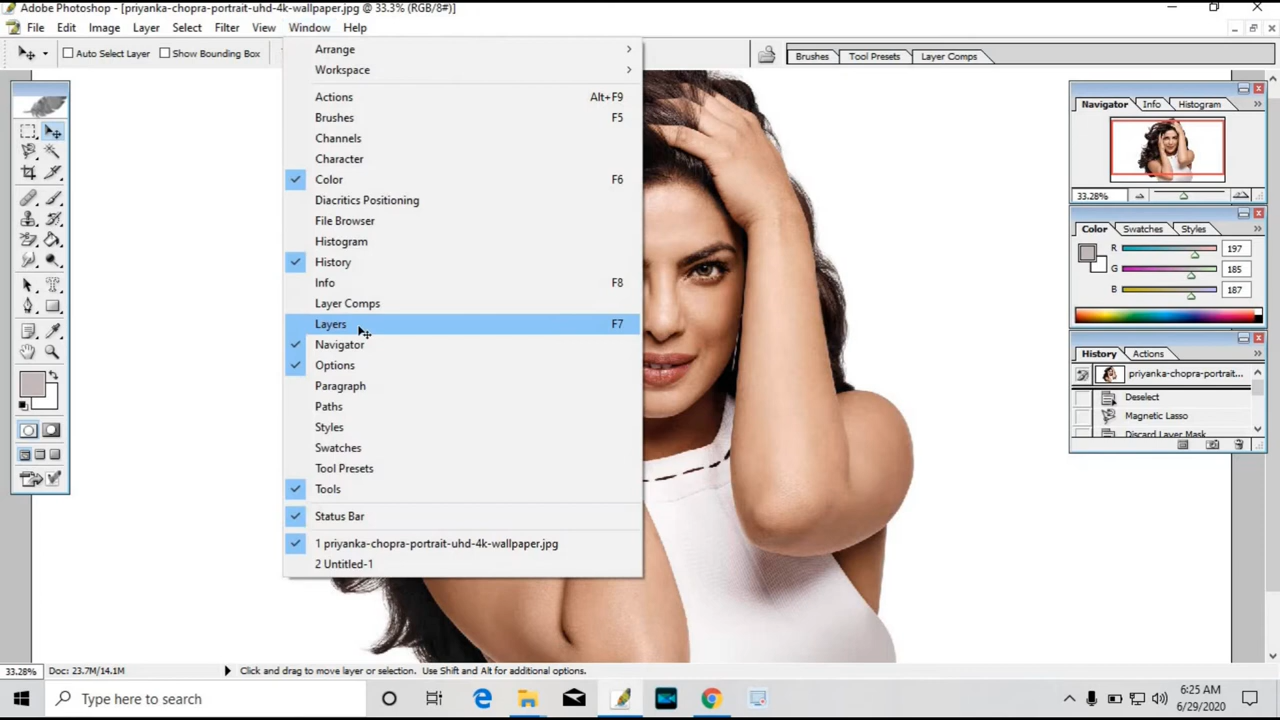 Adobe Photoshop - [priyanka-chopra-portrait-uhd-4k-wallpaper.jpg @ 33.3% (RGB/8#)]
File Edit Image Layer Select Filter View Window Help
Auto Select Layer Show Bounding Box
Brushes Tool Presets Layer Comps
Arrange
Workspace
Actions Alt+F9
Brushes F5
Channels
Character
Color F6
Diacritics Positioning
File Browser
Histogram
History
Info F8
Layer Comps
Layers F7
Navigator
Options
Paragraph
Paths
Styles
Swatches
Tool Presets
Tools
Status Bar
1 priyanka-chopra-portrait-uhd-4k-wallpaper.jpg
2 Untitled-1
Navigator Info Histogram
33.28%
Color Swatches Styles
R 197
G 185
B 187
History Actions
priyanka-chopra-portrait...
Deselect
Magnetic Lasso
Discard Layer Mask
33.28% Doc: 23.7M/14.1M Click and drag to move layer or selection. Use Shift and Alt for additional options.
Type here to search
6:25 AM
6/29/2020